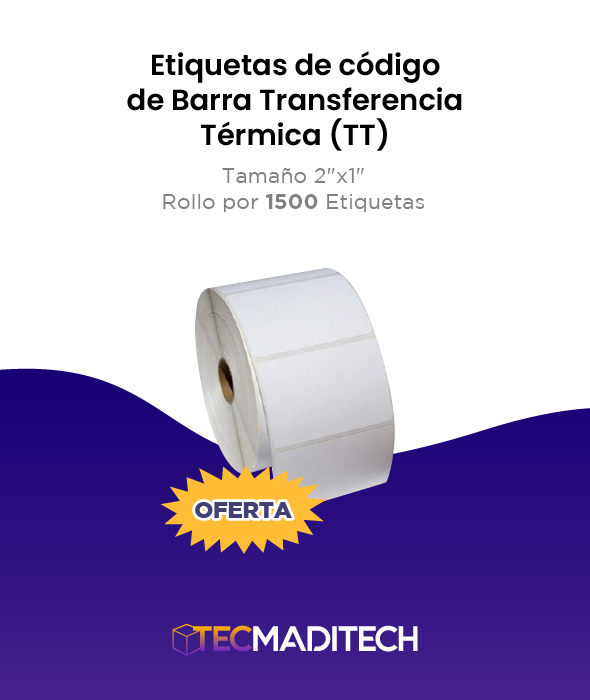 Etiquetas de código
de Barra Transferencia
Térmica (TT)
Tamaño 2"x1"
Rollo por 1500 Etiquetas
OFERTA
TECMADITECH